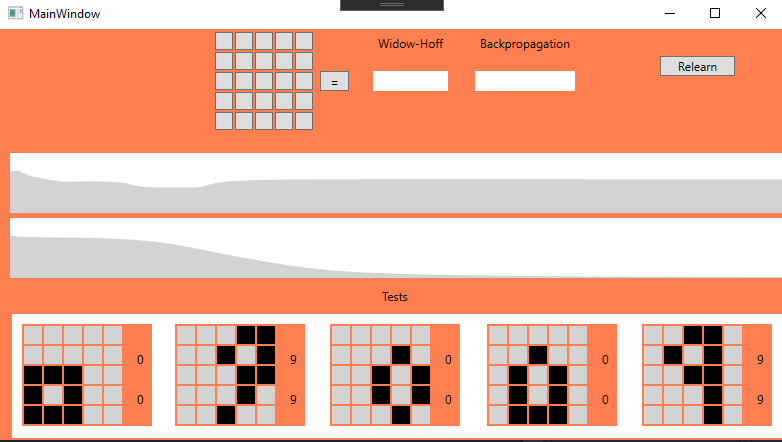 MainWindow
Widow-Hoff Backpropagation
= Relearn
Tests
0 9 0 0 9
0 9 0 0 9